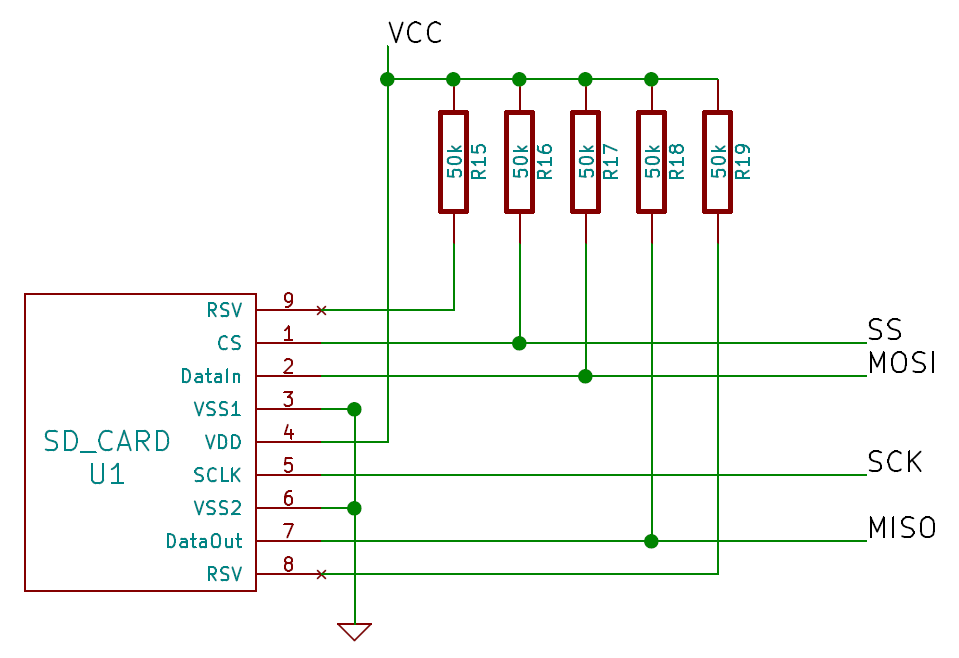 VCC
50k
R15
50k
R16
50k
R17
50k
R18
50k
R19
RSV 9
CS 1
SS
DataIn 2
MOSI
VSS1 3
SD_CARD
VDD 4
U1
SCLK 5
SCK
VSS2 6
DataOut 7
MISO
RSV 8